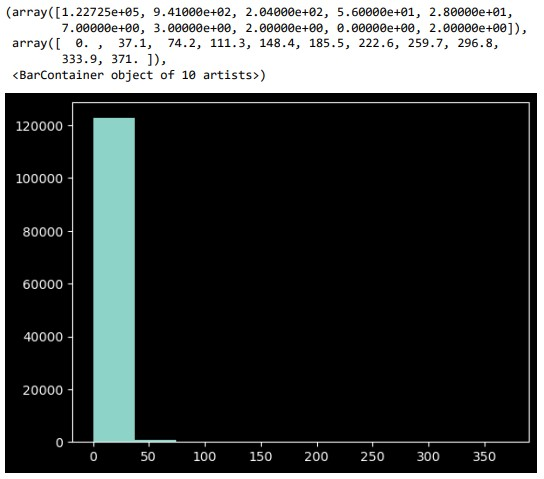 (array([1.22725e+05, 9.41000e+02, 2.04000e+02, 5.60000e+01, 2.80000e+01,
7.00000e+00, 3.00000e+00, 2.00000e+00, 0.00000e+00, 2.00000e+00]),
array([ 0. , 37.1, 74.2, 111.3, 148.4, 185.5, 222.6, 259.7, 296.8,
333.9, 371. ]),
<BarContainer object of 10 artists>)
120000
100000
80000
60000
40000
20000
0
0 50 100 150 200 250 300 350